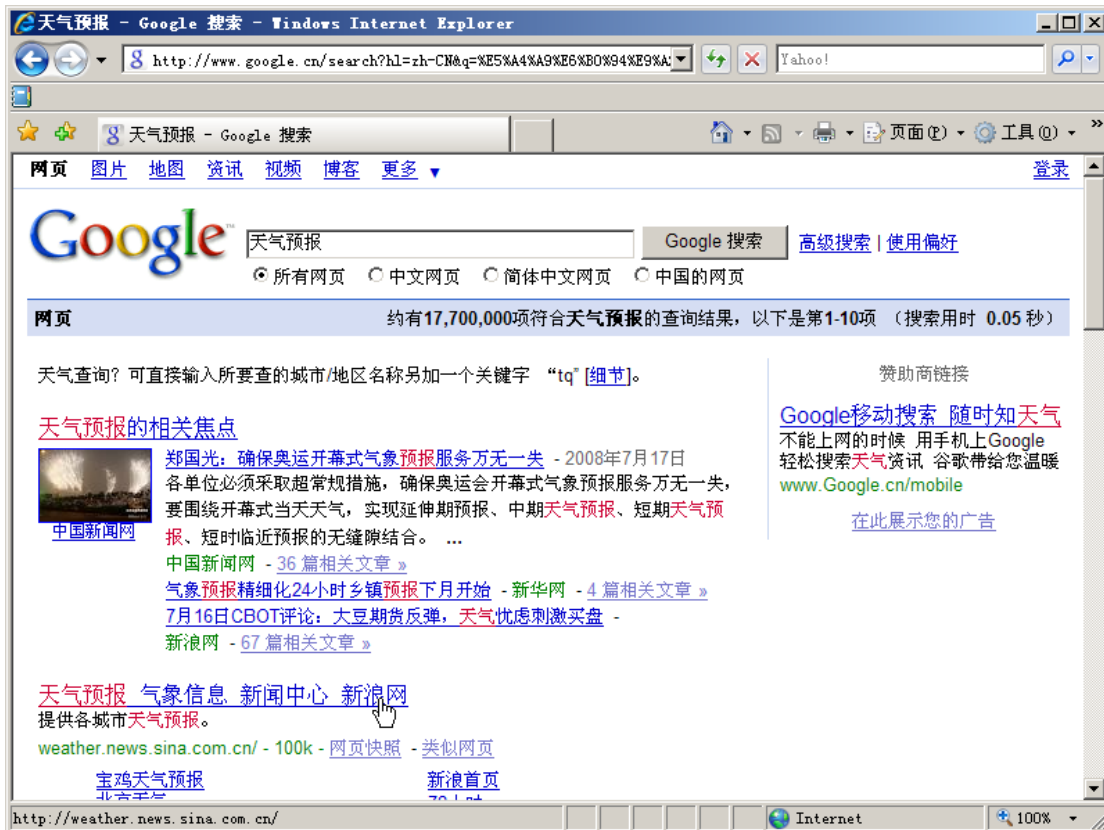 天气预报 - Google 搜索 - Windows Internet Explorer
http://www.google.cn/search?hl=zh-CN&q=%E5%A4%A9%E6%B0%94%E9%A
Yahoo!
天气预报 - Google 搜索
页面(P)
工具(O)
»
网页 图片 地图 资讯 视频 博客 更多 ▼
登录
Google™
天气预报
Google 搜索
高级搜索 | 使用偏好
所有网页 中文网页 简体中文网页 中国的网页
网页
约有17,700,000项符合天气预报的查询结果，以下是第1-10项 （搜索用时 0.05 秒）
天气查询？可直接输入所要查的城市/地区名称另加一个关键字 “tq” [细节]。
天气预报的相关焦点
中国新闻网
郑国光：确保奥运开幕式气象预报服务万无一失 - 2008年7月17日
各单位必须采取超常规措施，确保奥运会开幕式气象预报服务万无一失，
要围绕开幕式当天天气，实现延伸期预报、中期天气预报、短期天气预
报、短时临近预报的无缝隙结合。 ...
中国新闻网 - 36 篇相关文章 »
气象预报精细化24小时乡镇预报下月开始 - 新华网 - 4 篇相关文章 »
7月16日CBOT评论：大豆期货反弹，天气忧虑刺激买盘 -
新浪网 - 67 篇相关文章 »
天气预报 气象信息 新闻中心 新浪网
提供各城市天气预报。
weather.news.sina.com.cn/ - 100k - 网页快照 - 类似网页
宝鸡天气预报
新浪首页
赞助商链接
Google移动搜索 随时知天气
不能上网的时候 用手机上Google
轻松搜索天气资讯 谷歌带给您温暖
www.Google.cn/mobile
在此展示您的广告
http://weather.news.sina.com.cn/
Internet
100%